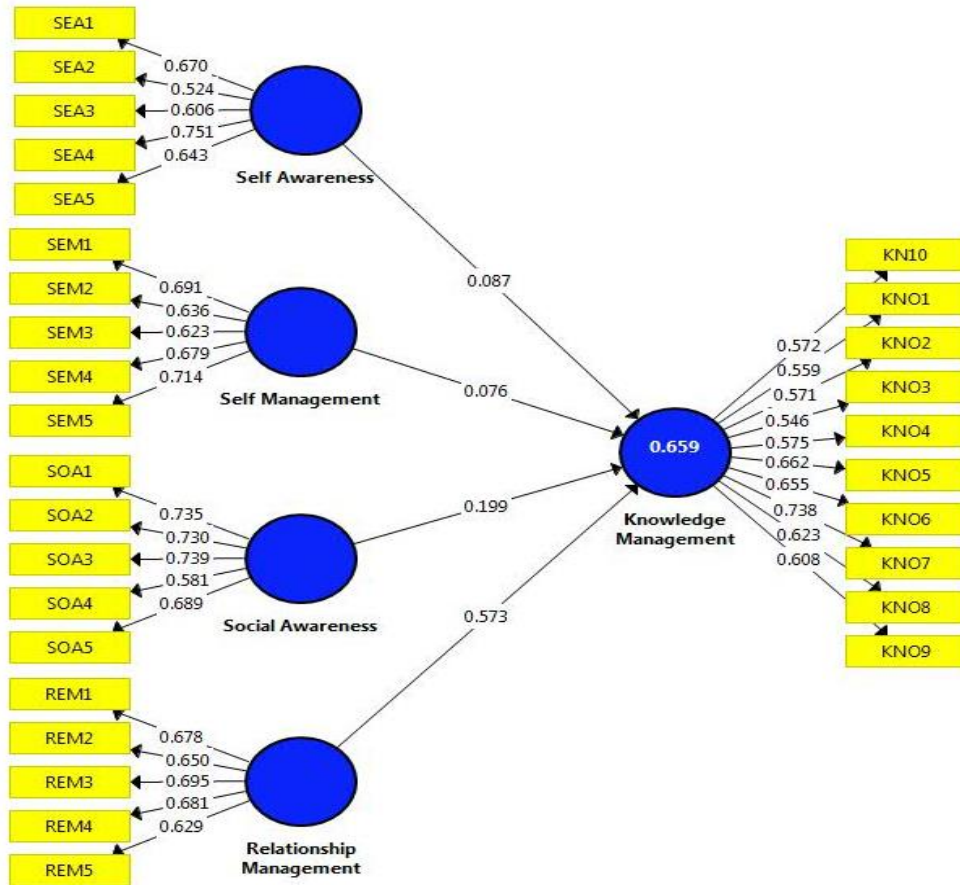 SEA1
SEA2
SEA3
SEA4
SEA5
0.670
0.524
0.606
0.751
0.643
Self Awareness
SEM1
SEM2
SEM3
SEM4
SEM5
0.691
0.636
0.623
0.679
0.714
Self Management
SOA1
SOA2
SOA3
SOA4
SOA5
0.735
0.730
0.739
0.581
0.689
Social Awareness
REM1
REM2
REM3
REM4
REM5
0.678
0.650
0.695
0.681
0.629
Relationship
Management
0.087
0.076
0.199
0.573
0.659
Knowledge
Management
0.572
0.559
0.571
0.546
0.575
0.662
0.655
0.738
0.623
0.608
KN10
KNO1
KNO2
KNO3
KNO4
KNO5
KNO6
KNO7
KNO8
KNO9